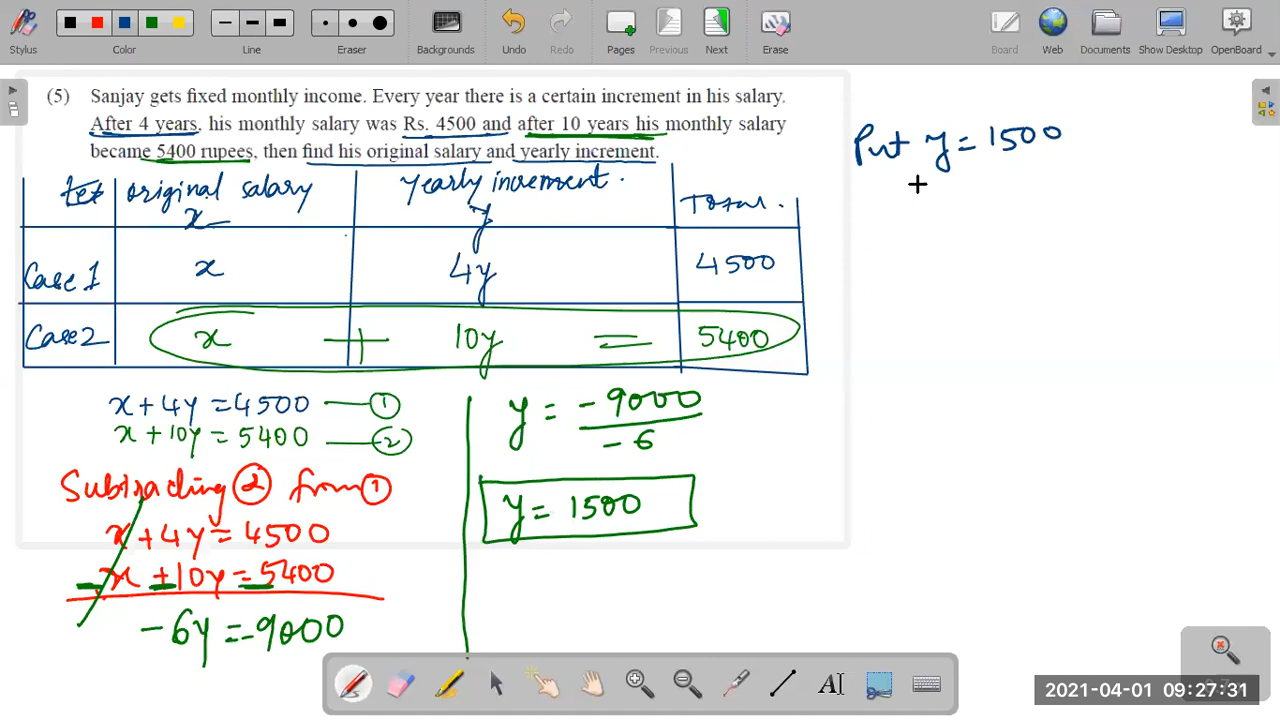 Stylus Color Line Eraser Backgrounds Undo Redo Pages Previous Next Erase Board Web Documents Show Desktop OpenBoard
(5) Sanjay gets fixed monthly income. Every year there is a certain increment in his salary.
After 4 years, his monthly salary was Rs. 4500 and after 10 years his monthly salary
became 5400 rupees, then find his original salary and yearly increment.
original salary yearly increment. Total.
x y
Case 1 x 4y 4500
Case 2 x + 10y = 5400
x + 4y = 4500 — ①
x + 10y = 5400 — ②
Subtracting ② from ①
x + 4y = 4500
- x + 10y = 5400
-6y = -9000
y = -9000
-6
y = 1500
Put y = 1500
2021-04-01 09:27:31